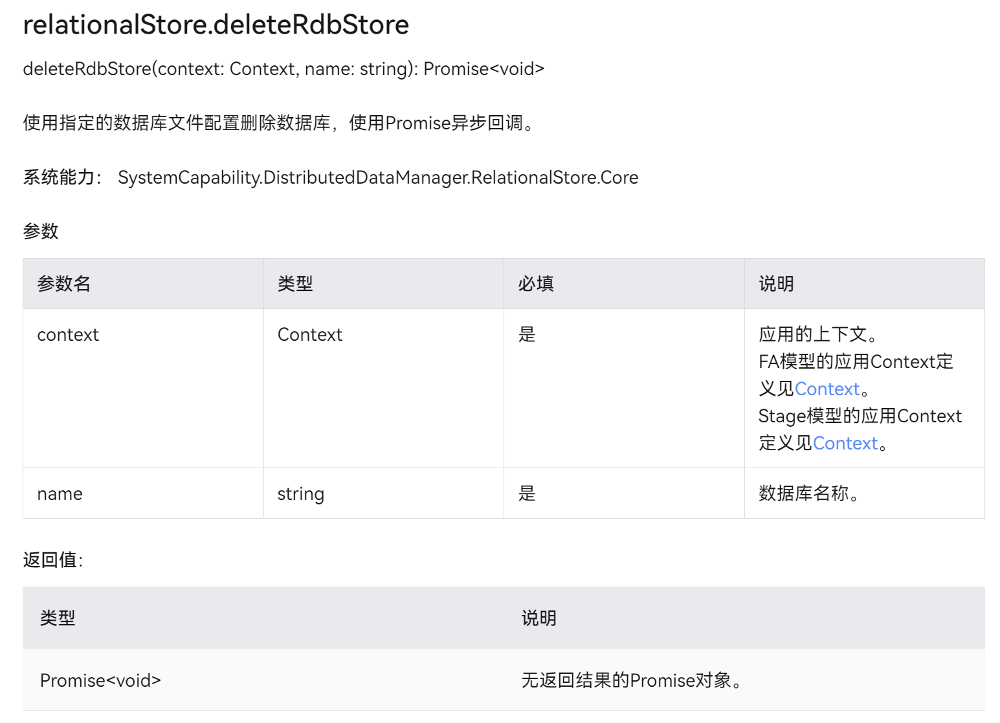 relationalStore.deleteRdbStore
deleteRdbStore(context: Context, name: string): Promise<void>
使用指定的数据库文件配置删除数据库，使用Promise异步回调。
系统能力： SystemCapability.DistributedDataManager.RelationalStore.Core
参数
参数名 类型 必填 说明
context Context 是 应用的上下文。
FA模型的应用Context定
义见Context。
Stage模型的应用Context
定义见Context。
name string 是 数据库名称。
返回值：
类型 说明
Promise<void> 无返回结果的Promise对象。